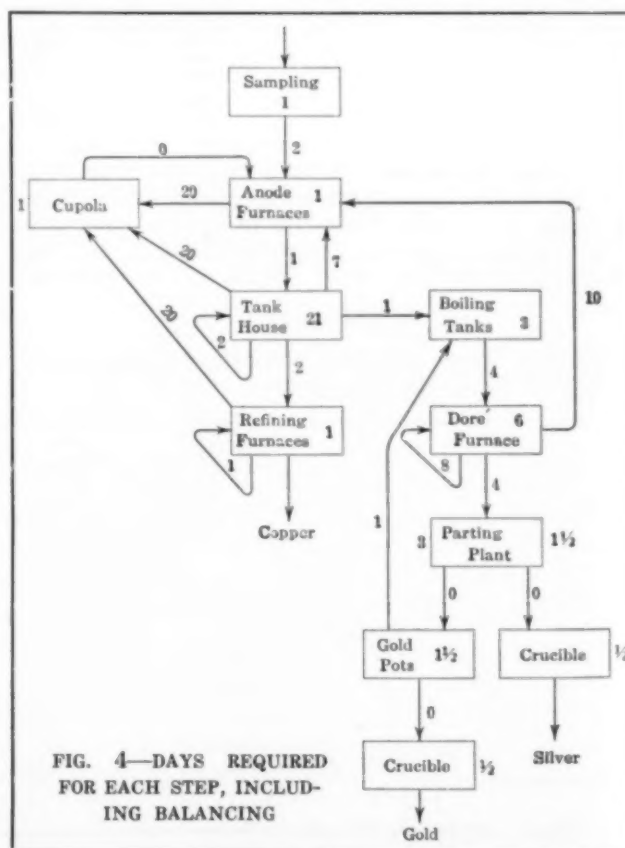 Sampling
1
2
0
1
Cupola
20
Anode
Furnaces
1
20
1
7
10
20
Tank
House
21
1
Boiling
Tanks
3
2
2
4
Refining
Furnaces
1
1
Doré
Furnace
6
8
1
4
Copper
3
Parting
Plant
1½
0
0
Gold
Pots
1½
Crucible
½
0
Silver
Crucible
½
Gold
FIG. 4—DAYS REQUIRED
FOR EACH STEP, INCLUD-
ING BALANCING